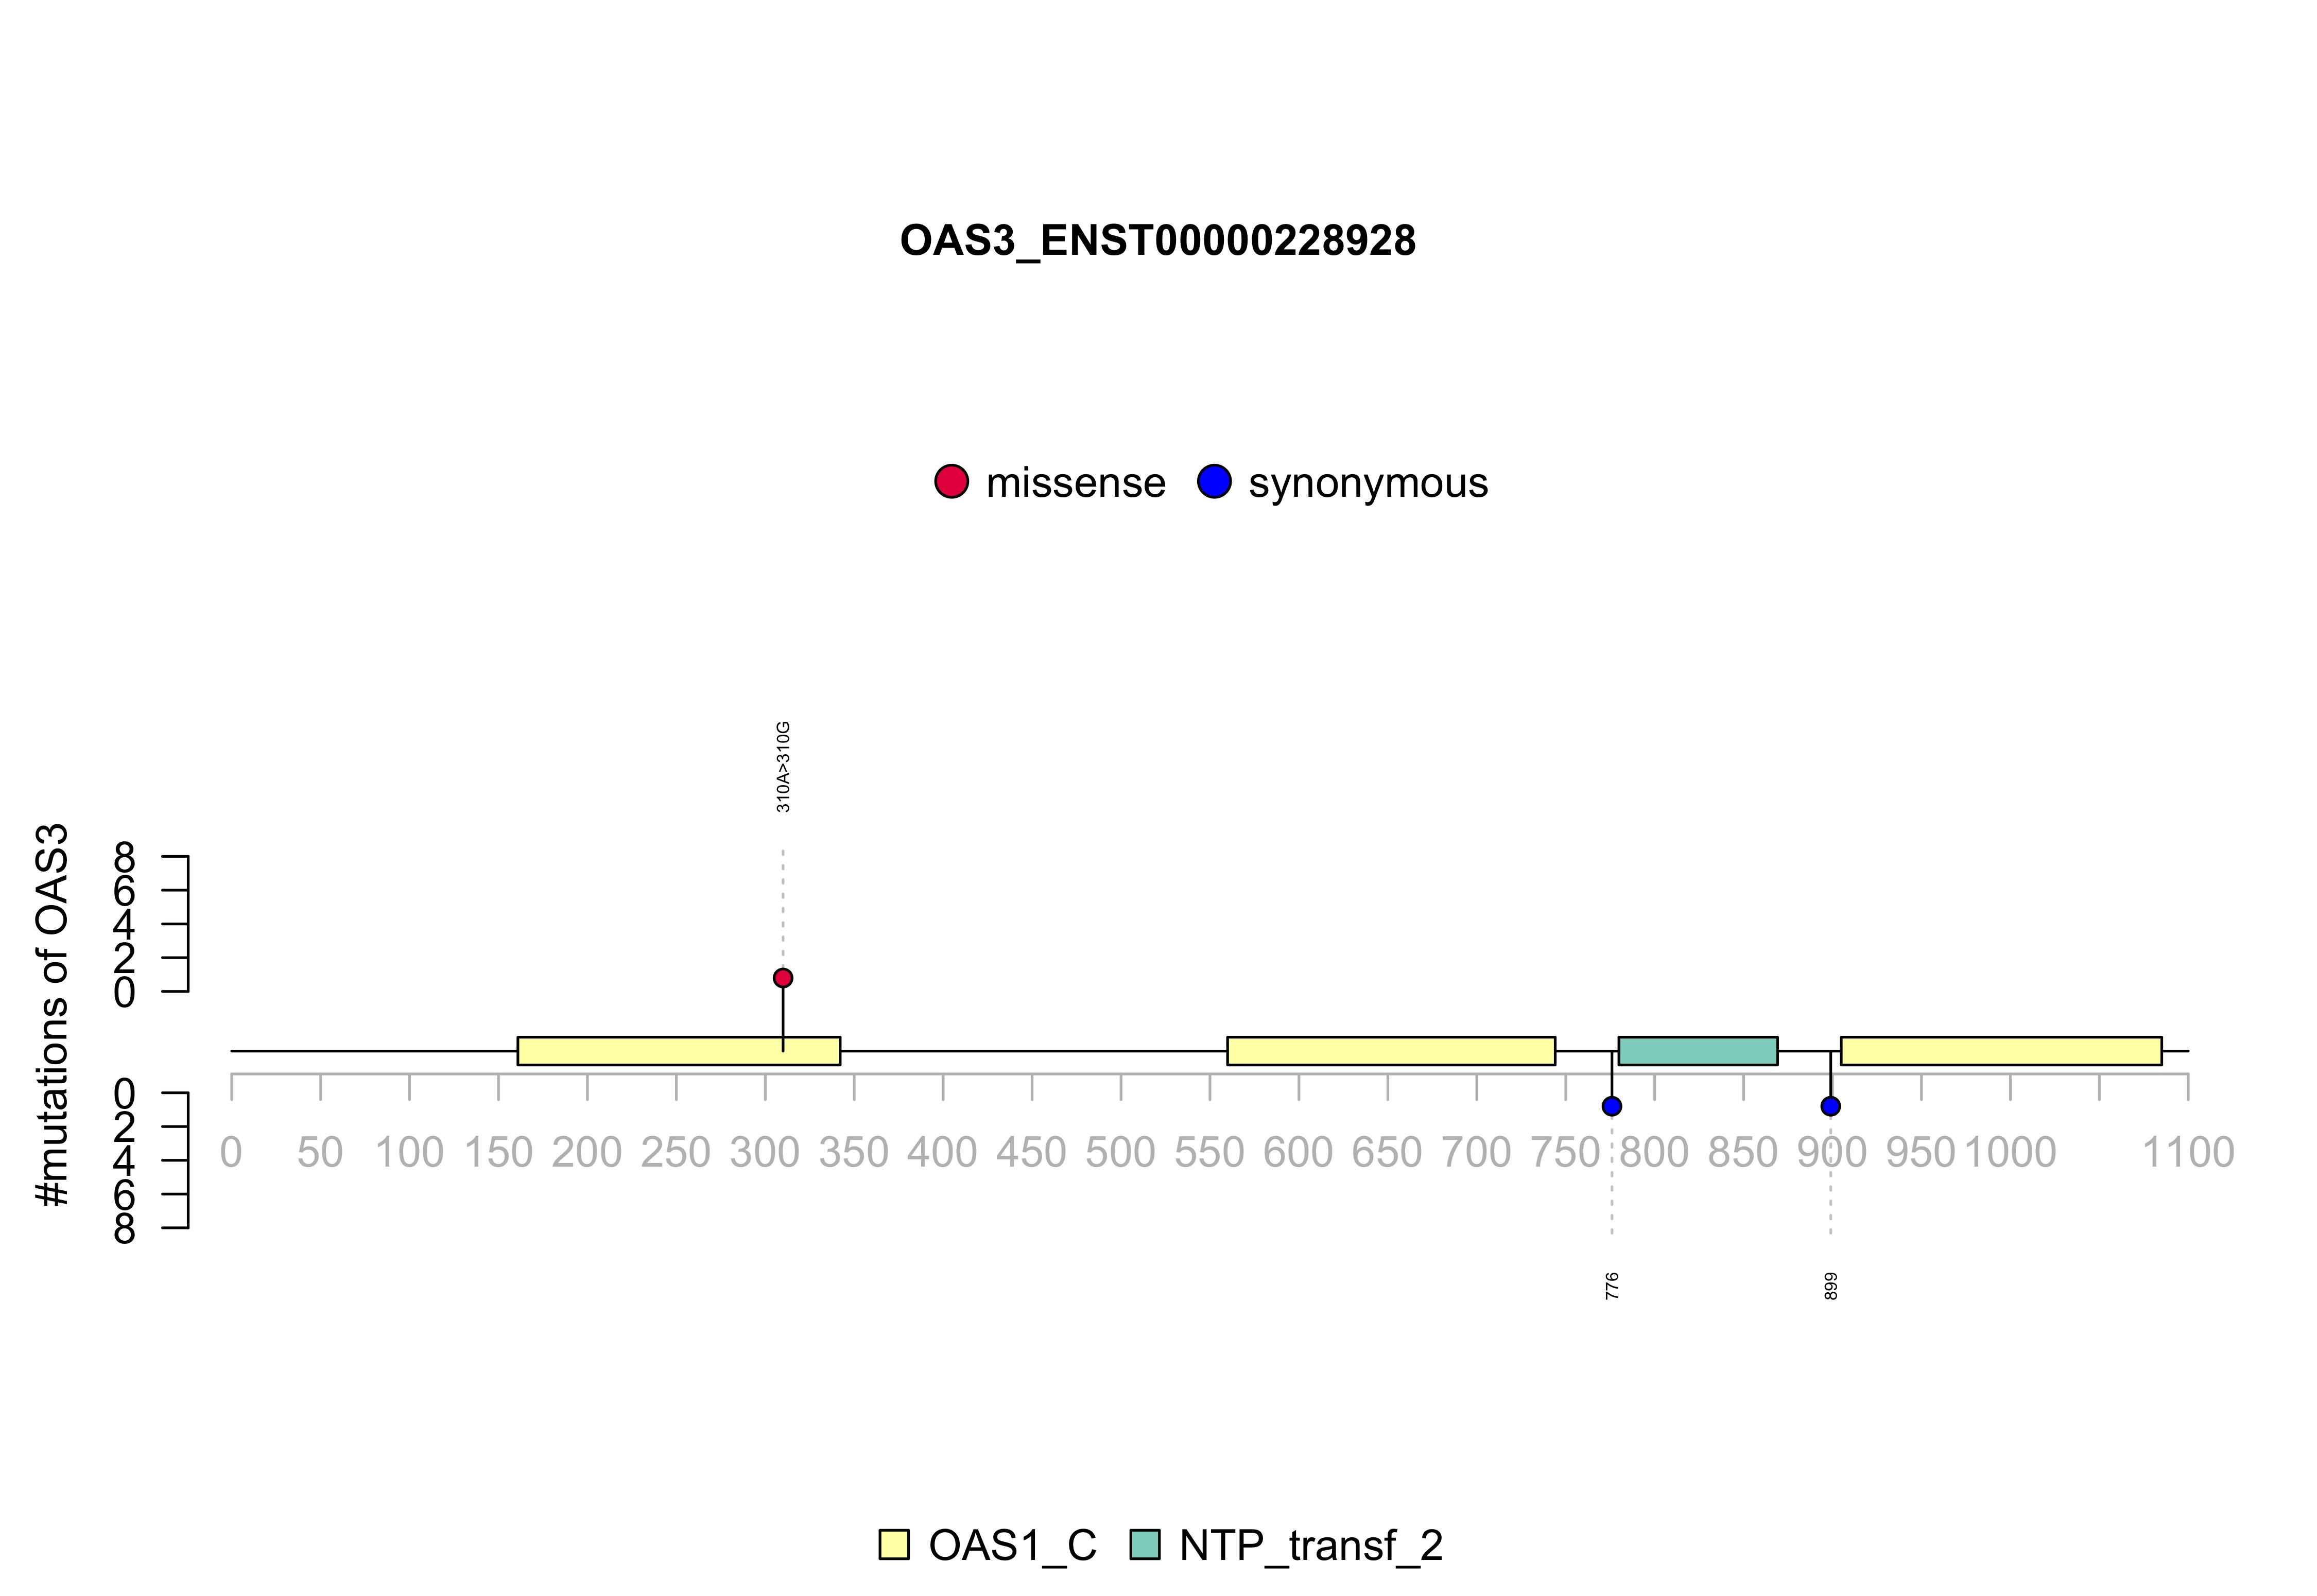 OAS3_ENST00000228928
missense synonymous
310A>310G
#mutations of OAS3
8
6
4
2
0
0
2
4
6
8
0 50 100 150 200 250 300 350 400 450 500 550 600 650 700 750 800 850 900 950 1000 1100
776 899
OAS1_C NTP_transf_2